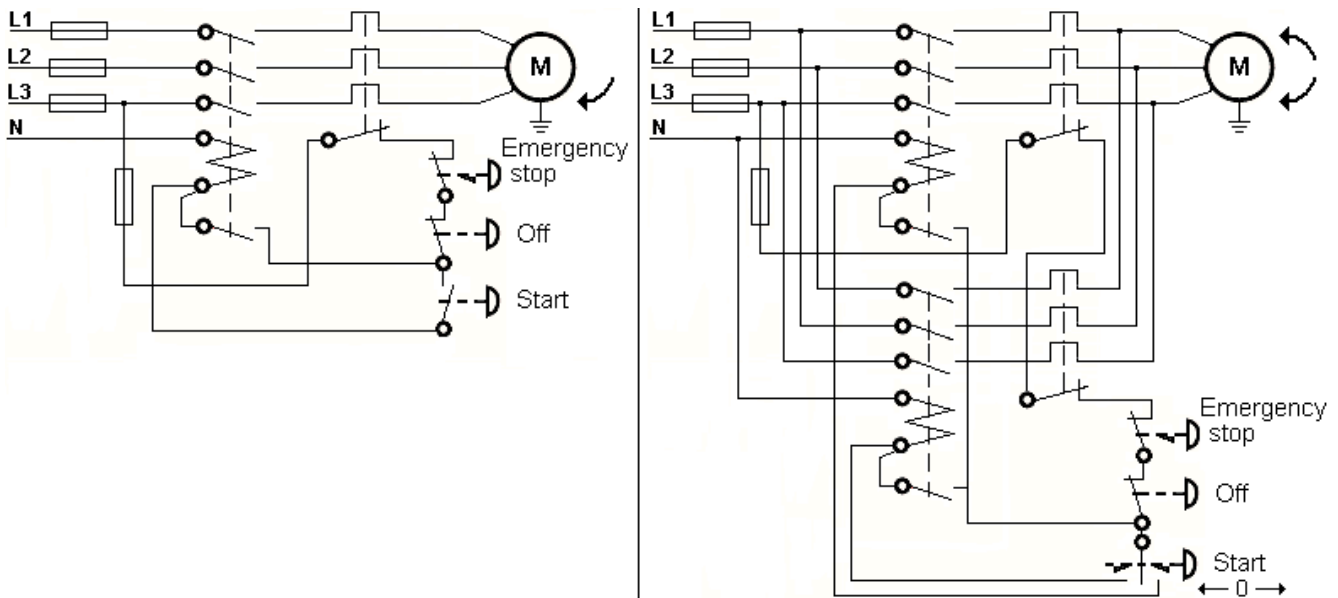 L1
L2
L3
N
M
Emergency
stop
Off
Start
L1
L2
L3
N
M
Emergency
stop
Off
Start
0